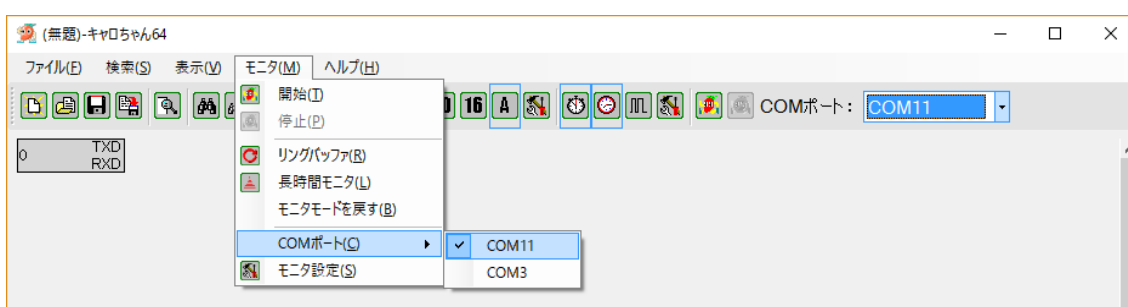 (無題)-キャロちゃん64
ファイル(F) 検索(S) 表示(V) モニタ(M) ヘルプ(H)
16 A COMポート: COM11
開始(T)
停止(P)
0 TXD
RXD
リングバッファ(R)
長時間モニタ(L)
モニタモードを戻す(B)
COMポート(C)
COM11
モニタ設定(S)
COM3